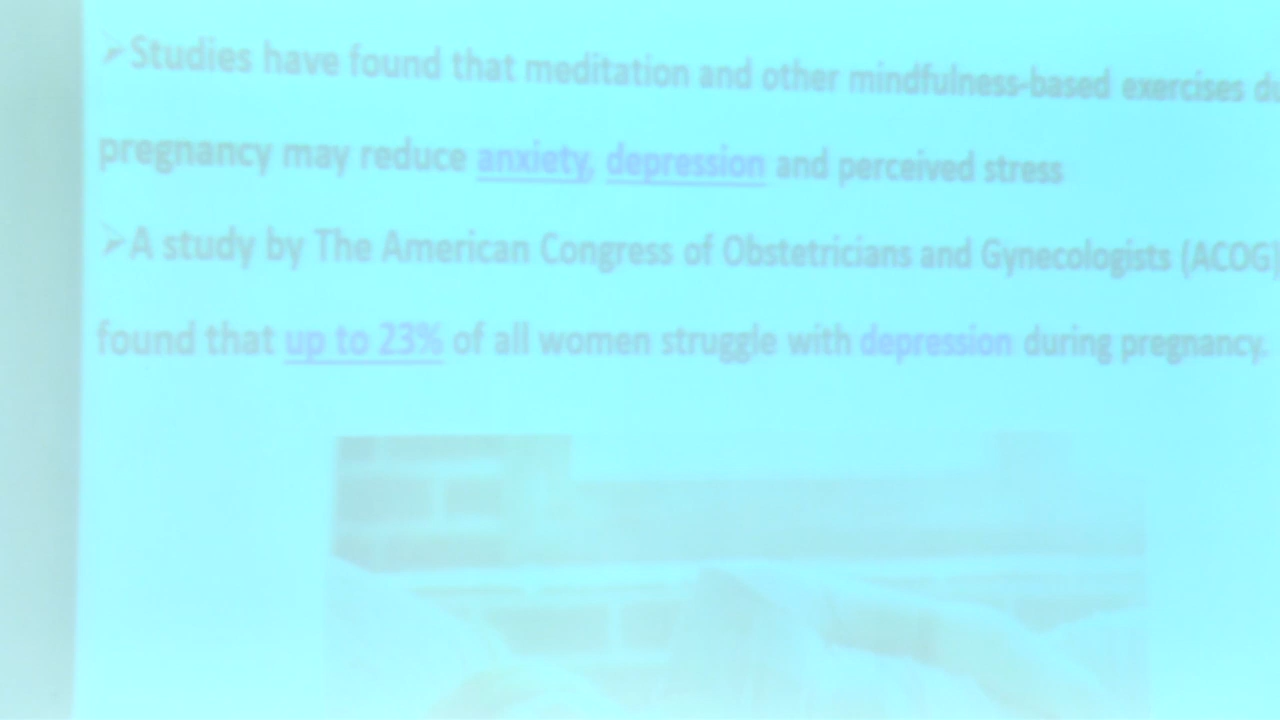 ➢Studies have found that meditation and other mindfulness-based exercises du
pregnancy may reduce anxiety, depression and perceived stress
➢A study by The American Congress of Obstetricians and Gynecologists (ACOG)
found that up to 23% of all women struggle with depression during pregnancy.